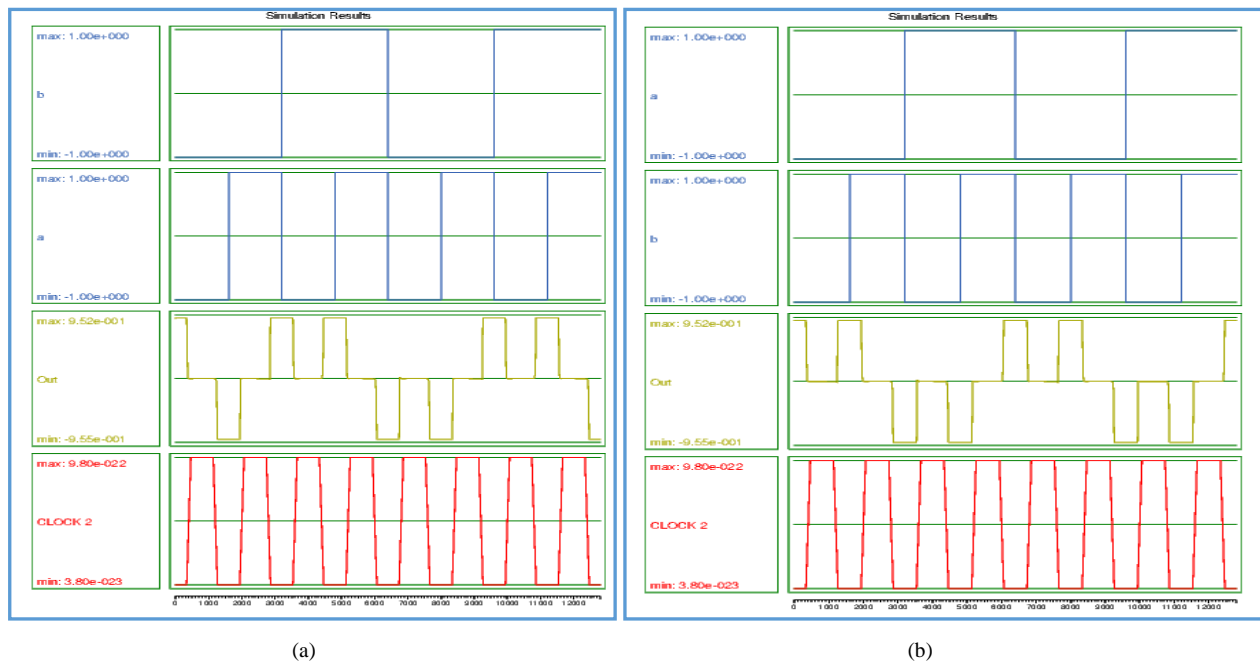 Simulation Results
max: 1.00e+000
b
min: -1.00e+000
max: 1.00e+000
a
min: -1.00e+000
max: 9.52e-001
Out
min: -9.55e-001
max: 9.80e-022
CLOCK 2
min: 3.80e-023
0 1000 2000 3000 4000 5000 6000 7000 8000 9000 10000 11000 12000
(a)
Simulation Results
max: 1.00e+000
a
min: -1.00e+000
max: 1.00e+000
b
min: -1.00e+000
max: 9.52e-001
Out
min: -9.55e-001
max: 9.80e-022
CLOCK 2
min: 3.80e-023
0 1000 2000 3000 4000 5000 6000 7000 8000 9000 10000 11000 12000
(b)